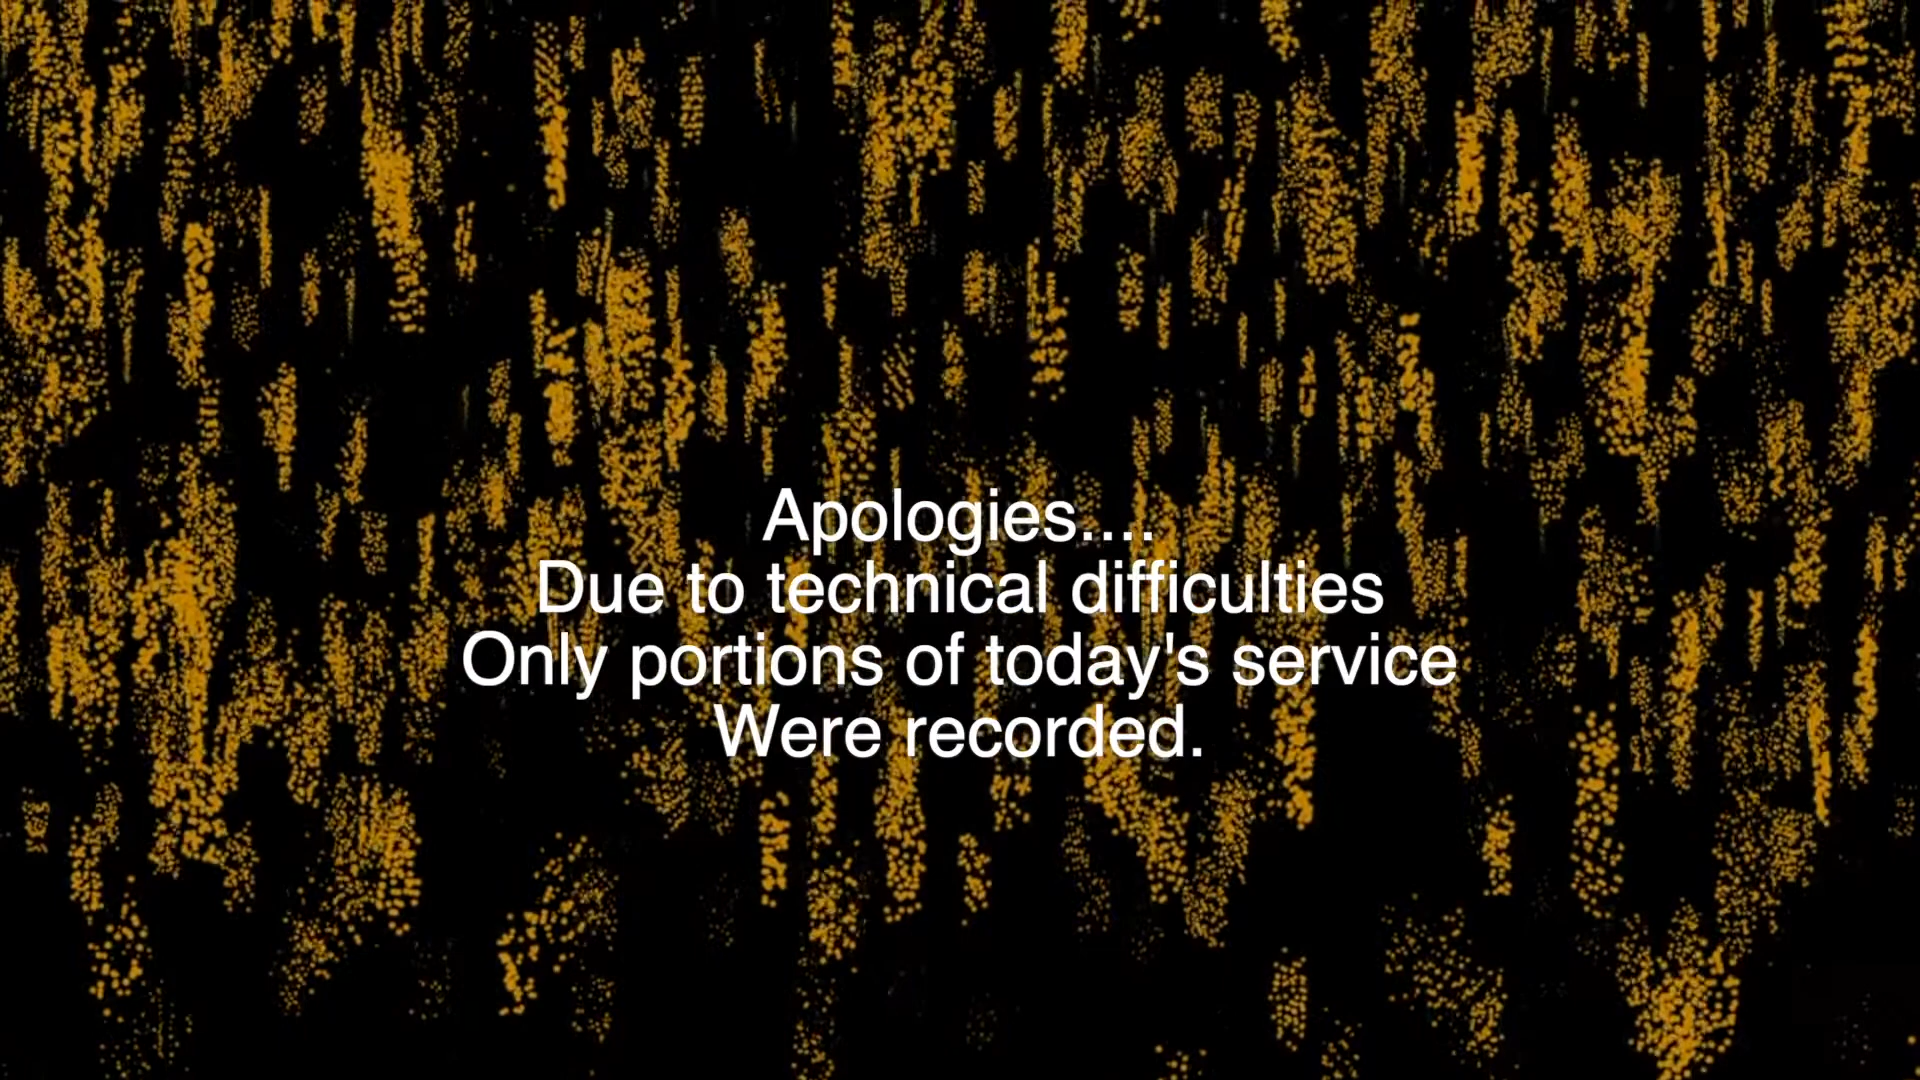 Apologies....
Due to technical difficulties
Only portions of today's service
Were recorded.